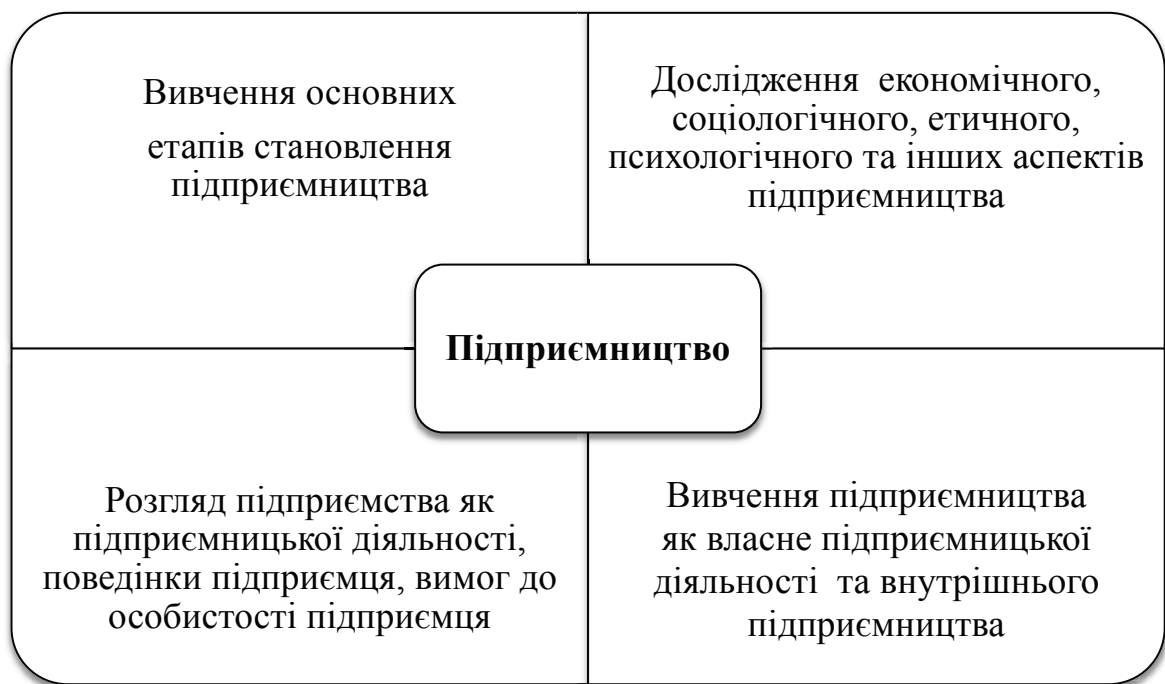 Вивчення основних
етапів становлення
підприємництва
Дослідження економічного,
соціологічного, етичного,
психологічного та інших аспектів
підприємництва
Підприємництво
Розгляд підприємства як
підприємницької діяльності,
поведінки підприємця, вимог до
особистості підприємця
Вивчення підприємництва
як власне підприємницької
діяльності та внутрішнього
підприємництва